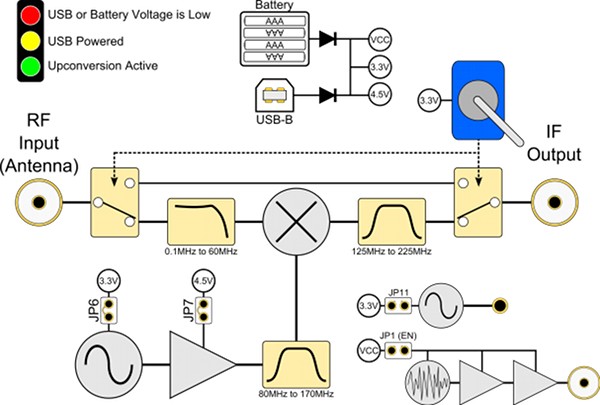 USB or Battery Voltage is Low
USB Powered
Upconversion Active
Battery
AAA
AAA
AAA
AAA
VCC
3.3V
4.5V
USB-B
3.3V
RF
Input
(Antenna)
IF
Output
0.1MHz to 60MHz
125MHz to 225MHz
3.3V
4.5V
JP6
JP7
80MHz to 170MHz
JP11
3.3V
JP1 (EN)
VCC